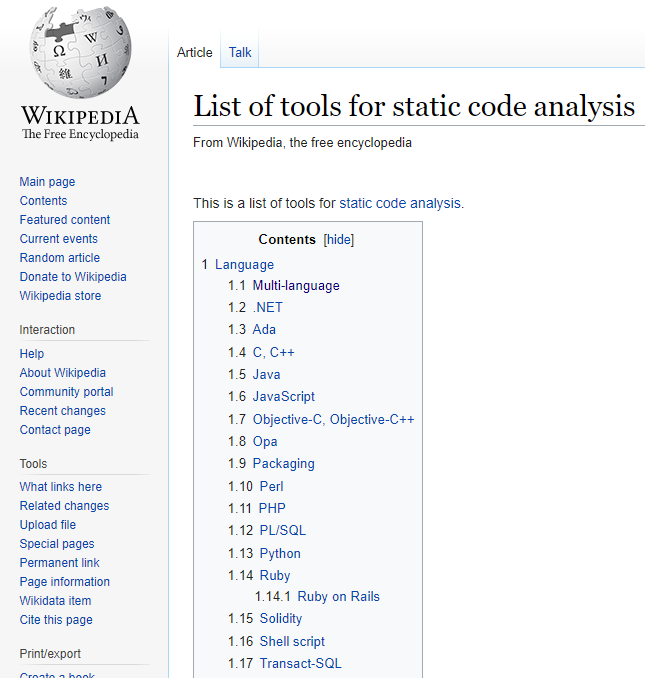 WIKIPEDIA
The Free Encyclopedia
Main page
Contents
Featured content
Current events
Random article
Donate to Wikipedia
Wikipedia store
Interaction
Help
About Wikipedia
Community portal
Recent changes
Contact page
Tools
What links here
Related changes
Upload file
Special pages
Permanent link
Page information
Wikidata item
Cite this page
Print/export
Create a book
Article Talk
List of tools for static code analysis
From Wikipedia, the free encyclopedia
This is a list of tools for static code analysis.
Contents [hide]
1 Language
1.1 Multi-language
1.2 .NET
1.3 Ada
1.4 C, C++
1.5 Java
1.6 JavaScript
1.7 Objective-C, Objective-C++
1.8 Opa
1.9 Packaging
1.10 Perl
1.11 PHP
1.12 PL/SQL
1.13 Python
1.14 Ruby
1.14.1 Ruby on Rails
1.15 Solidity
1.16 Shell script
1.17 Transact-SQL